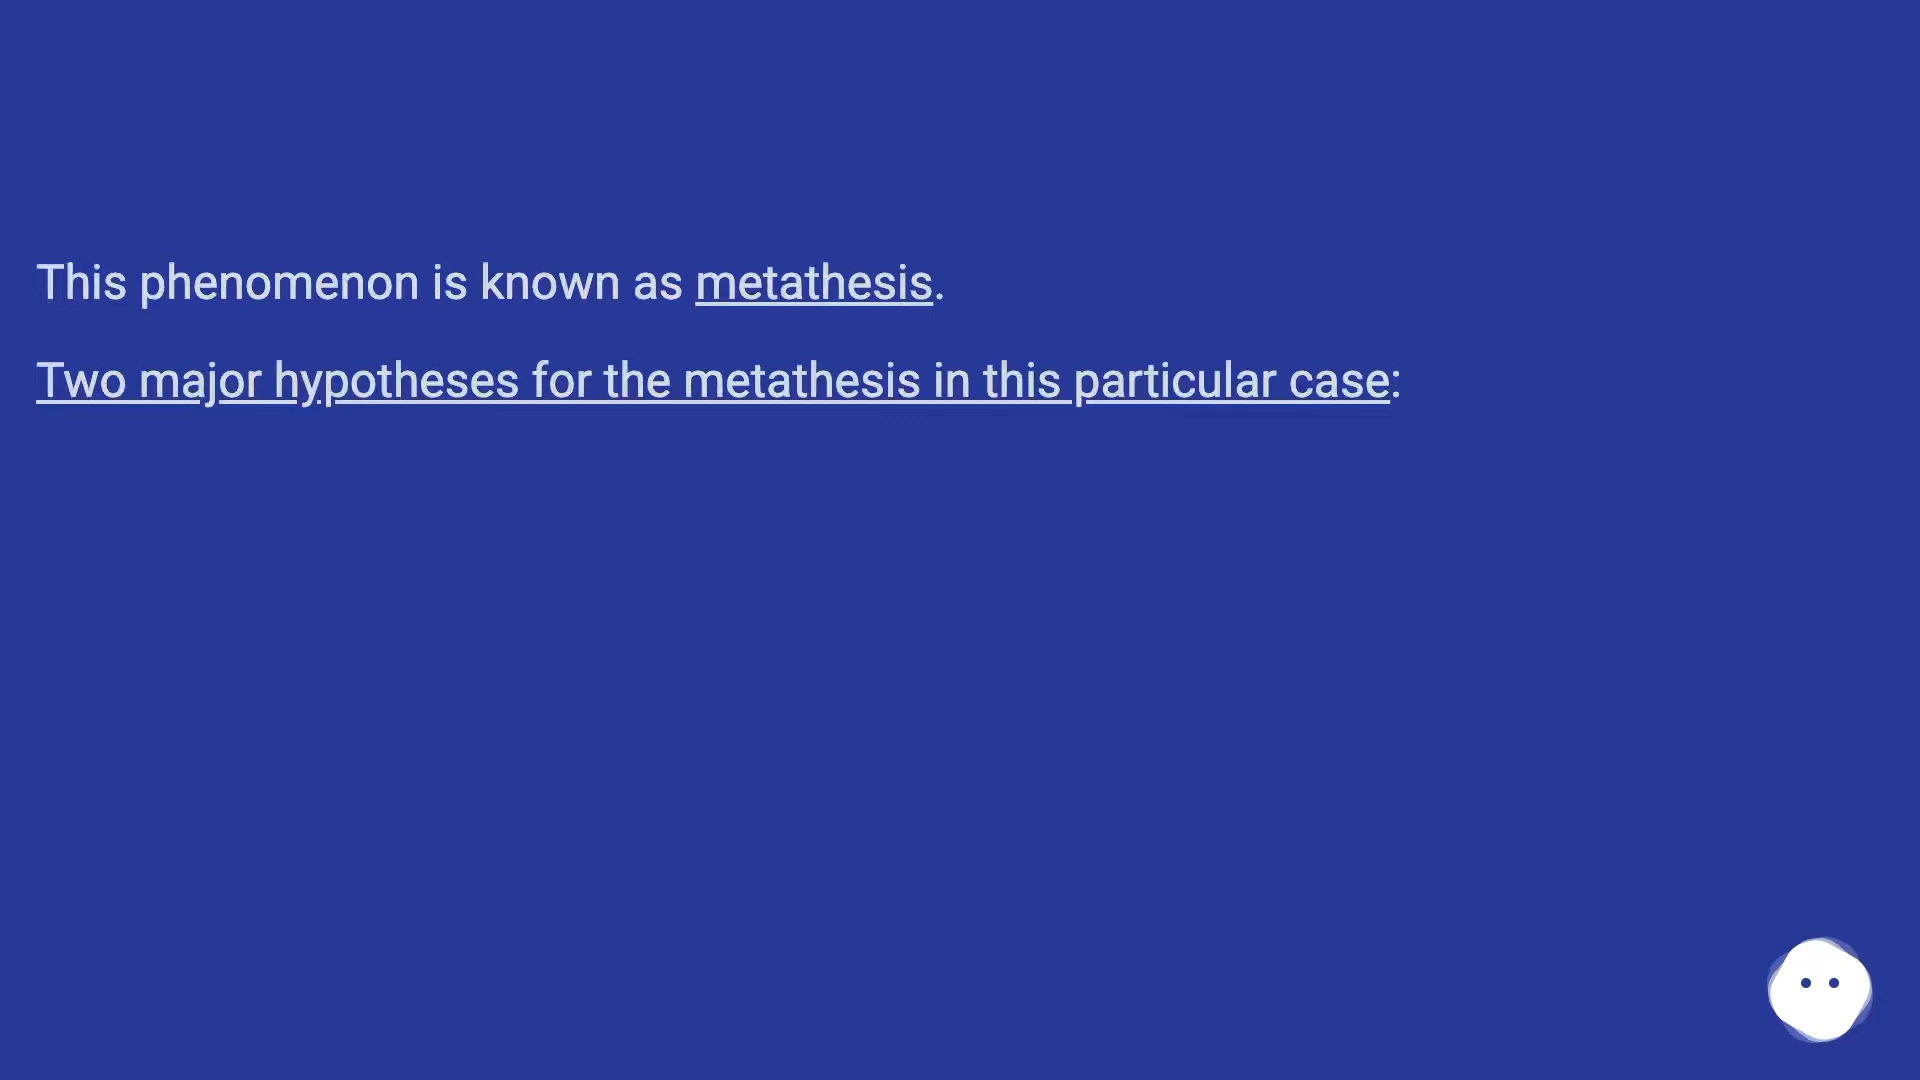 This phenomenon is known as metathesis.
Two major hypotheses for the metathesis in this particular case: